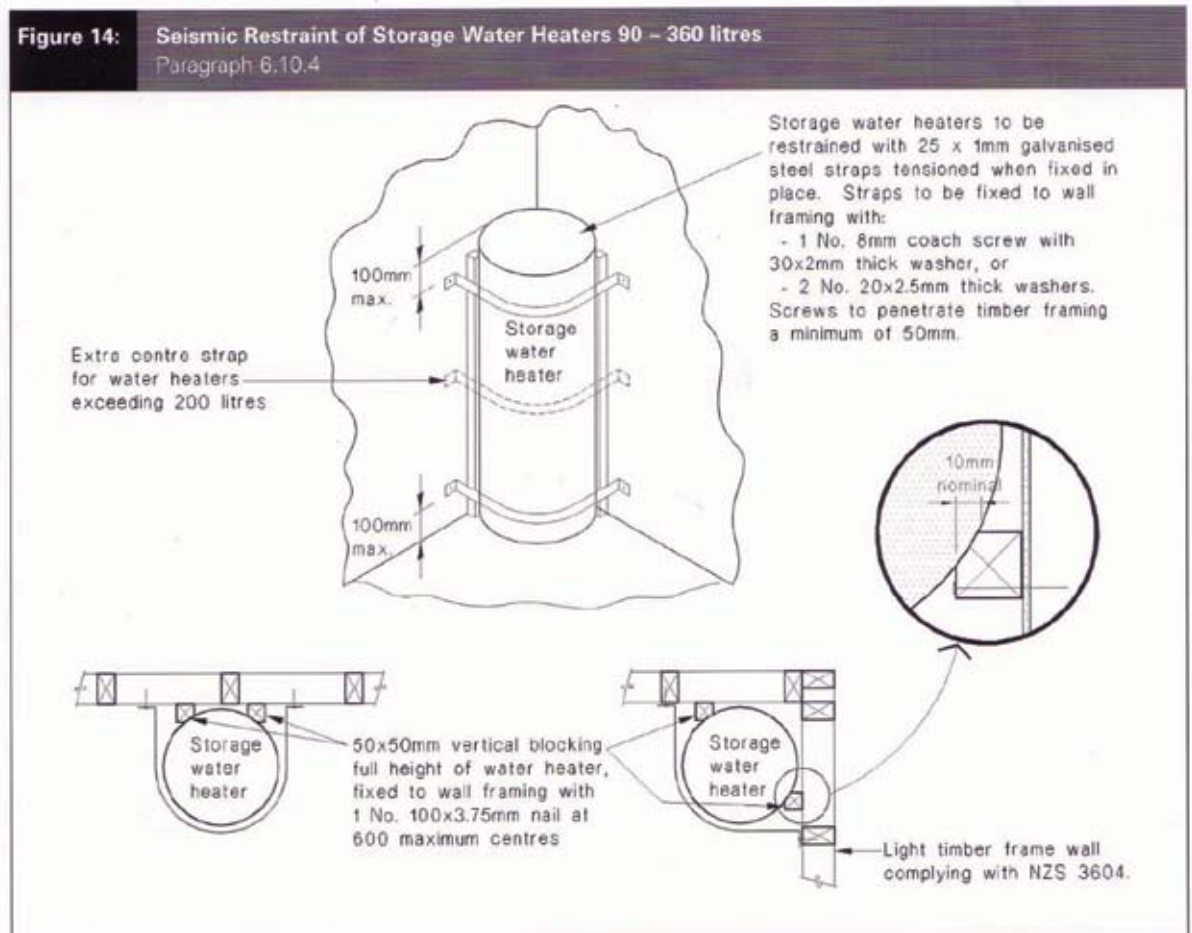 Figure 14: Seismic Restraint of Storage Water Heaters 90 – 360 litres
Paragraph 6.10.4
Storage water heaters to be
restrained with 25 x 1mm galvanised
steel straps tensioned when fixed in
place. Straps to be fixed to wall
framing with:
- 1 No. 8mm coach screw with
30x2mm thick washer, or
- 2 No. 20x2.5mm thick washers.
Screws to penetrate timber framing
a minimum of 50mm.
100mm
max.
Storage
water
heater
Extra centre strap
for water heaters
exceeding 200 litres
100mm
max.
10mm
nominal
Storage
water
heater
50x50mm vertical blocking
full height of water heater,
fixed to wall framing with
1 No. 100x3.75mm nail at
600 maximum centres
Storage
water
heater
Light timber frame wall
complying with NZS 3604.